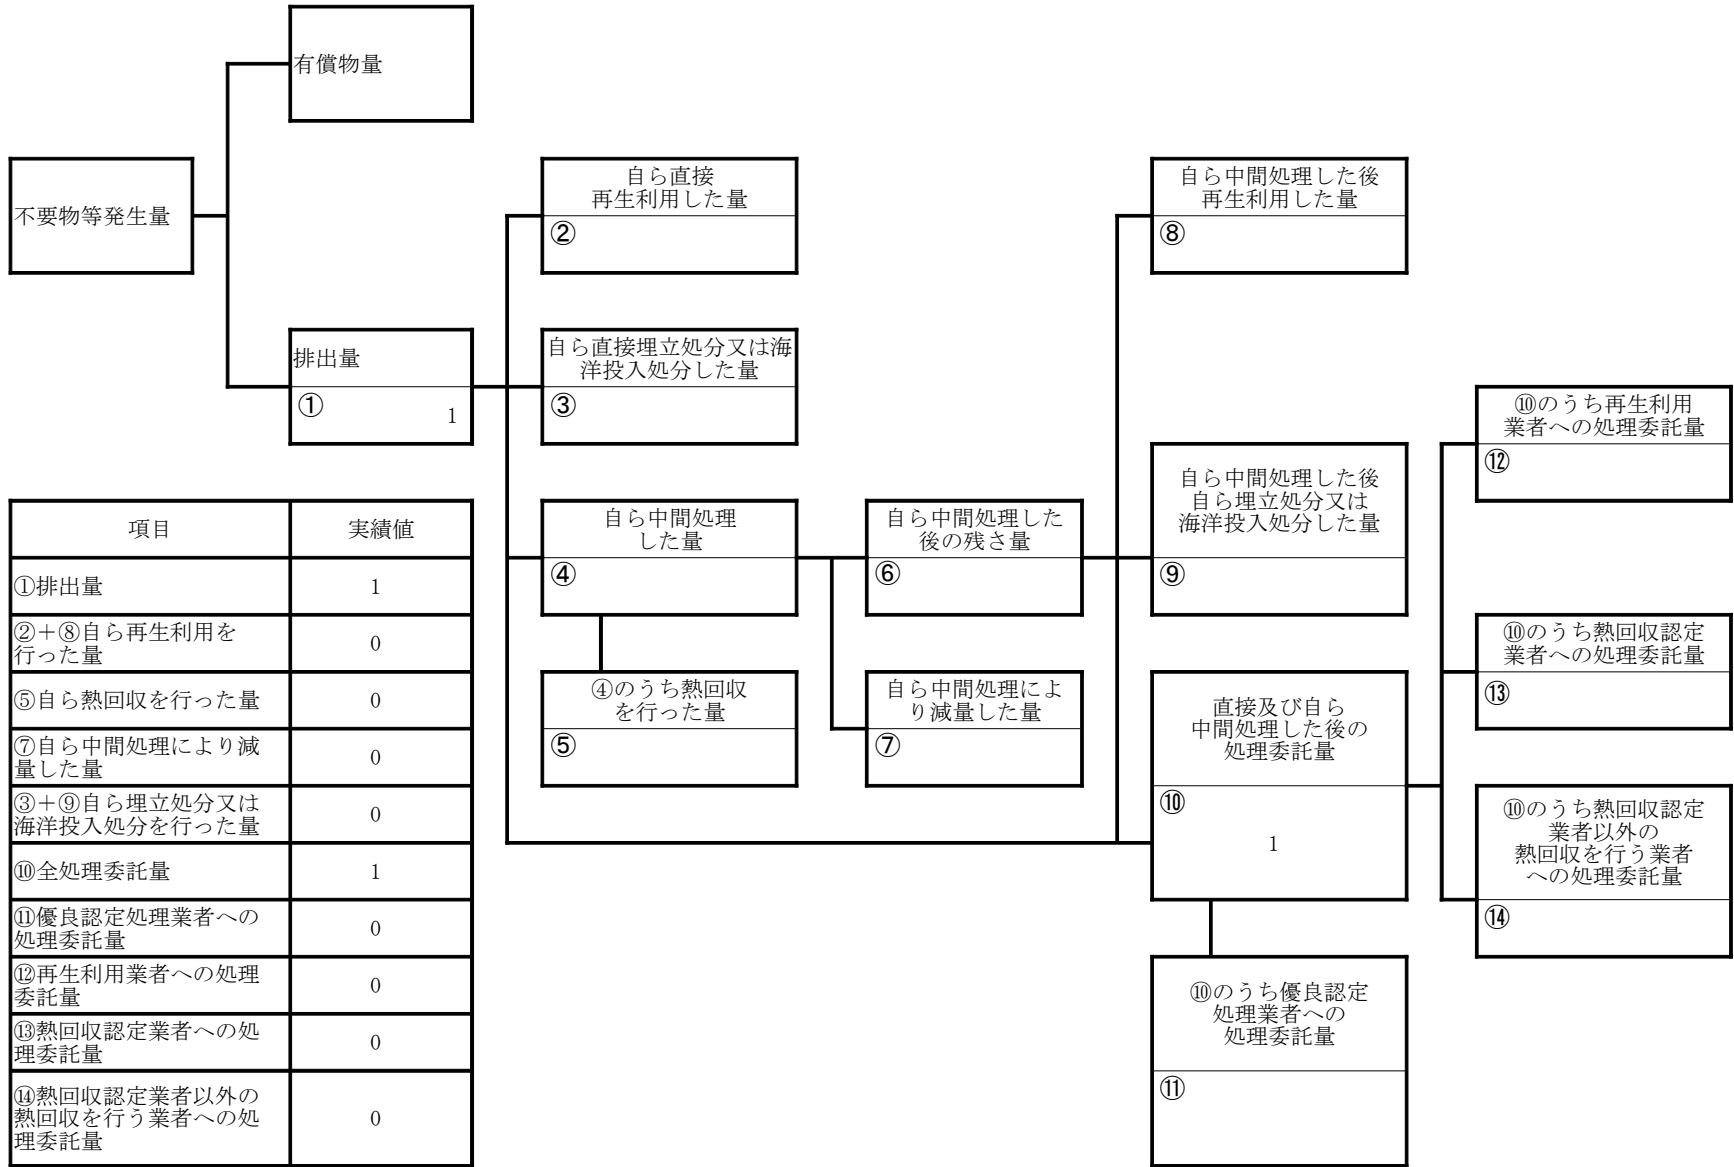 有償物量
不要物等発生量
自ら直接
再生利用した量
②
自ら中間処理した後
再生利用した量
⑧
排出量
①
1
自ら直接埋立処分又は海
洋投入処分した量
③
⑩のうち再生利用
業者への処理委託量
⑫
自ら中間処理
した量
④
自ら中間処理した
後の残さ量
⑥
自ら中間処理した後
自ら埋立処分又は
海洋投入処分した量
⑨
⑩のうち熱回収認定
業者への処理委託量
⑬
④のうち熱回収
を行った量
⑤
自ら中間処理によ
り減量した量
⑦
直接及び自ら
中間処理した後の
処理委託量
⑩
1
⑩のうち熱回収認定
業者以外の
熱回収を行う業者
への処理委託量
⑭
⑩のうち優良認定
処理業者への
処理委託量
⑪
項目 実績値
①排出量 1
②+⑧自ら再生利用を
行った量 0
⑤自ら熱回収を行った量 0
⑦自ら中間処理により減
量した量 0
③+⑨自ら埋立処分又は
海洋投入処分を行った量 0
⑩全処理委託量 1
⑪優良認定処理業者への
処理委託量 0
⑫再生利用業者への処理
委託量 0
⑬熱回収認定業者への処
理委託量 0
⑭熱回収認定業者以外の
熱回収を行う業者への処
理委託量 0